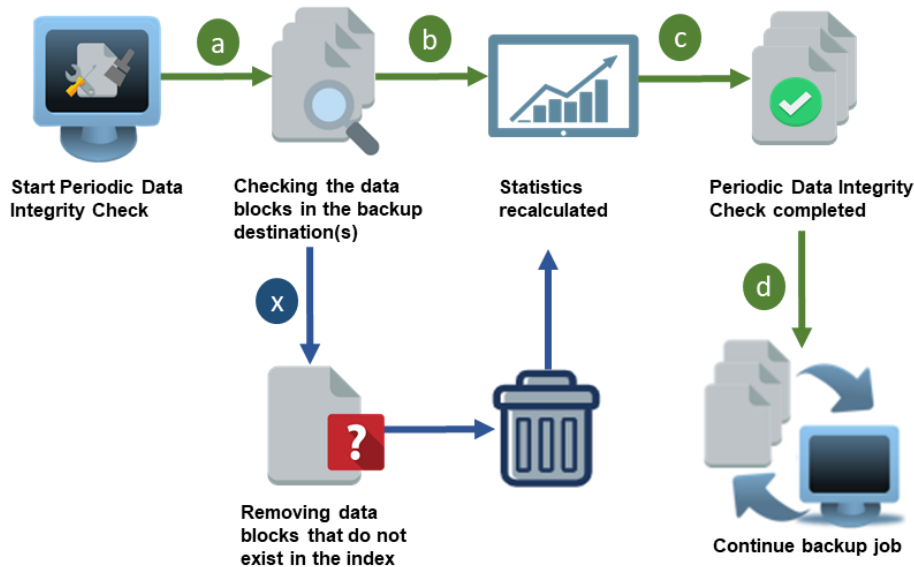 a
b
c
Start Periodic Data
Integrity Check
Checking the data
blocks in the backup
destination(s)
Statistics
recalculated
Periodic Data Integrity
Check completed
x
d
?
Removing data
blocks that do not
exist in the index
Continue backup job